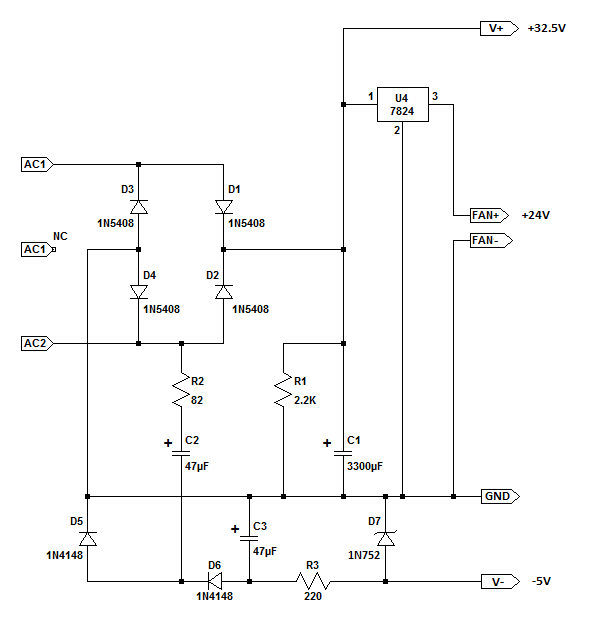 V+ +32.5V
U4
7824
1
3
2
AC1
D3
1N5408
D1
1N5408
FAN+ +24V
FAN-
NC
AC1
D4
1N5408
D2
1N5408
AC2
R2
82
R1
2.2K
+
C2
47µF
+
C1
3300µF
GND
D5
1N4148
+
C3
47µF
D7
1N752
D6
1N4148
R3
220
V- -5V